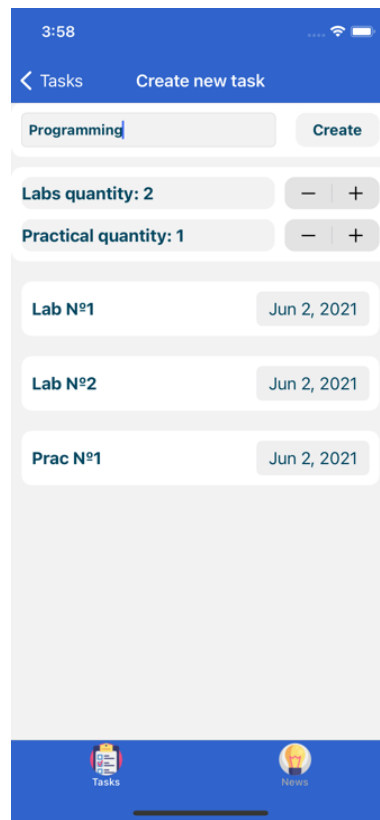 3:58
Tasks Create new task
Programming Create
Labs quantity: 2 − +
Practical quantity: 1 − +
Lab Nº1 Jun 2, 2021
Lab Nº2 Jun 2, 2021
Prac Nº1 Jun 2, 2021
Tasks News